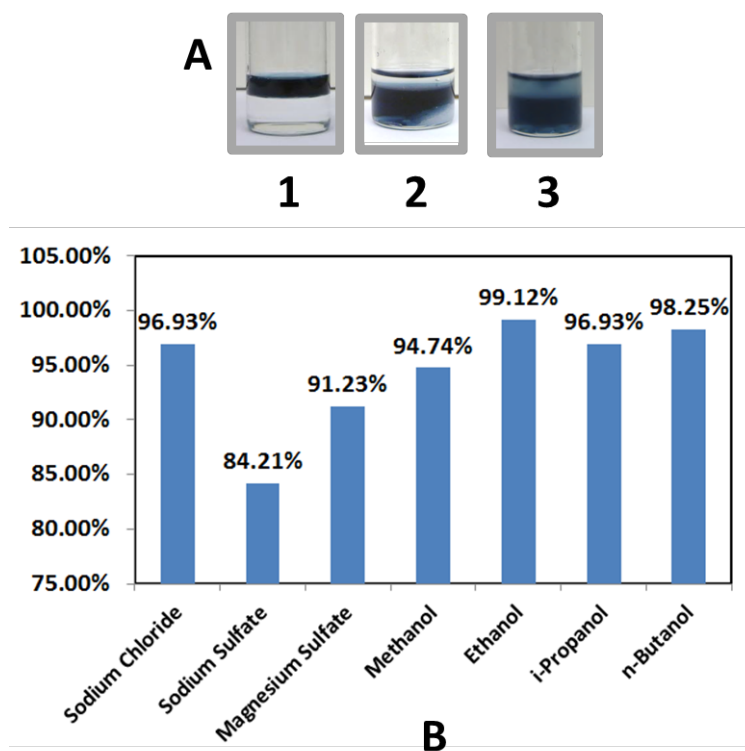 A
1 2 3
105.00%
100.00%
95.00%
90.00%
85.00%
80.00%
75.00%
96.93%
84.21%
91.23%
94.74%
99.12%
96.93%
98.25%
Sodium Chloride
Sodium Sulfate
Magnesium Sulfate
Methanol
Ethanol
i-Propanol
n-Butanol
B